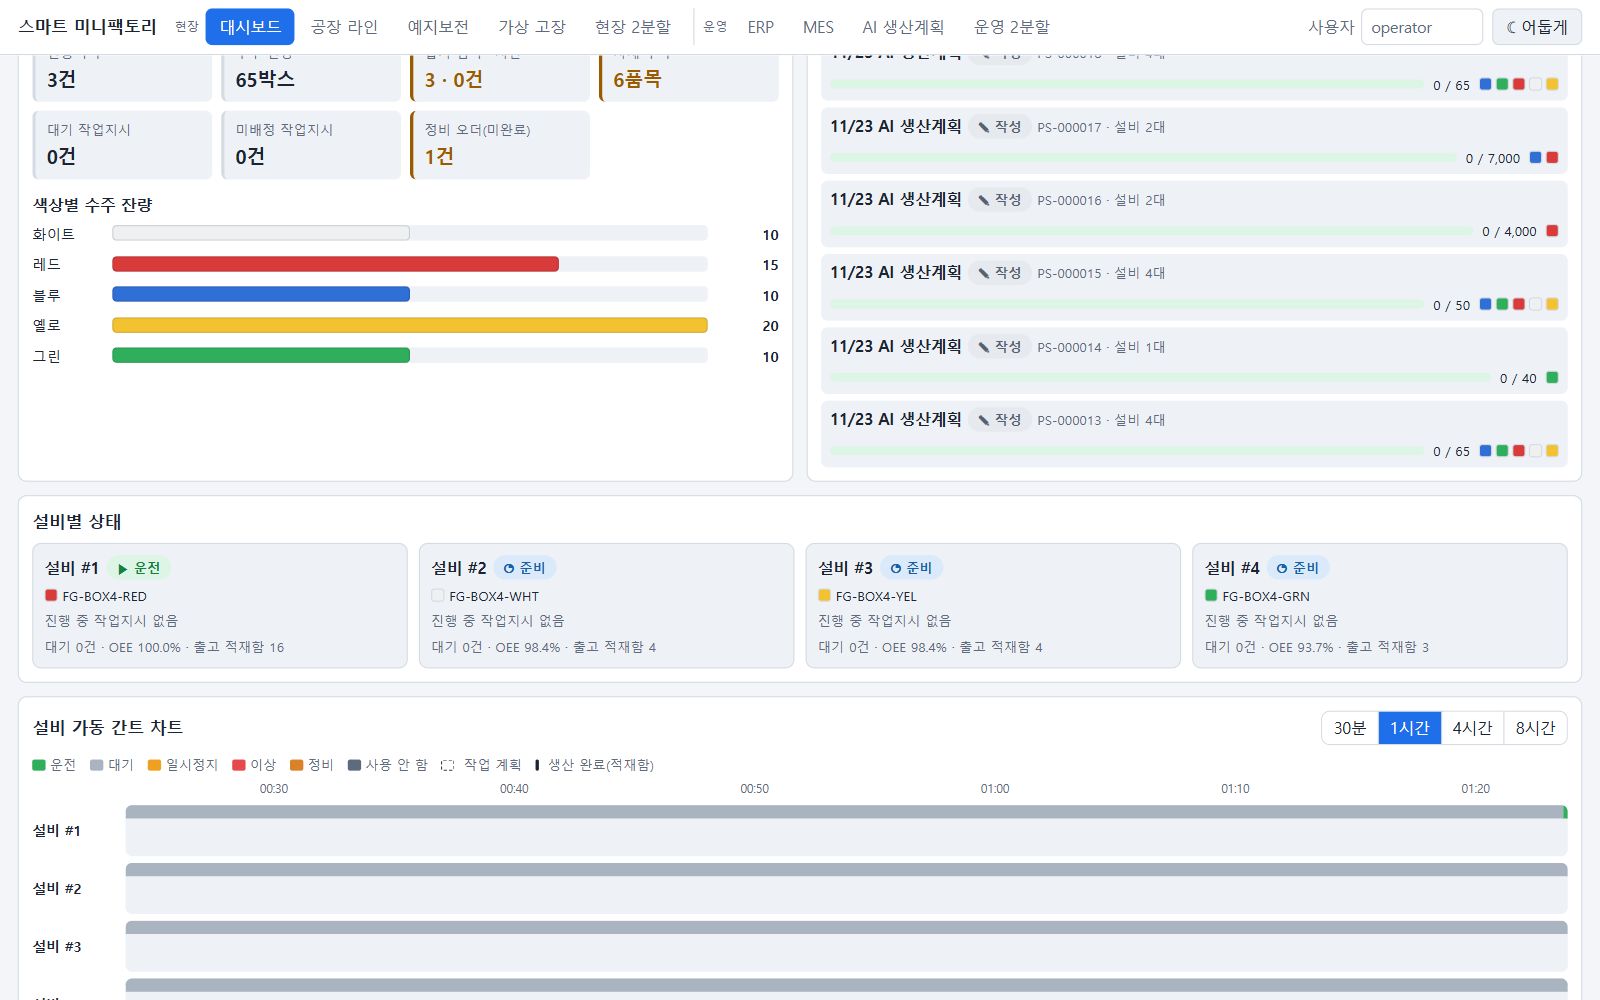 스마트 미니팩토리 현장 대시보드 공장 라인 예지보전 가상 고장 현장 2분할 운영 ERP MES AI 생산계획 운영 2분할 사용자 operator ☾ 어둡게
3건
65박스
3 · 0건
6품목
대기 작업지시
0건
미배정 작업지시
0건
정비 오더(미완료)
1건
색상별 수주 잔량
화이트 10
레드 15
블루 10
옐로 20
그린 10
0 / 65
11/23 AI 생산계획 ✎ 작성 PS-000017 · 설비 2대
0 / 7,000
11/23 AI 생산계획 ✎ 작성 PS-000016 · 설비 2대
0 / 4,000
11/23 AI 생산계획 ✎ 작성 PS-000015 · 설비 4대
0 / 50
11/23 AI 생산계획 ✎ 작성 PS-000014 · 설비 1대
0 / 40
11/23 AI 생산계획 ✎ 작성 PS-000013 · 설비 4대
0 / 65
설비별 상태
설비 #1 ▶ 운전
FG-BOX4-RED
진행 중 작업지시 없음
대기 0건 · OEE 100.0% · 출고 적재함 16
설비 #2 ◔ 준비
FG-BOX4-WHT
진행 중 작업지시 없음
대기 0건 · OEE 98.4% · 출고 적재함 4
설비 #3 ◔ 준비
FG-BOX4-YEL
진행 중 작업지시 없음
대기 0건 · OEE 98.4% · 출고 적재함 4
설비 #4 ◔ 준비
FG-BOX4-GRN
진행 중 작업지시 없음
대기 0건 · OEE 93.7% · 출고 적재함 3
설비 가동 간트 차트
30분 1시간 4시간 8시간
운전 대기 일시정지 이상 정비 사용 안 함 작업 계획 생산 완료(적재함)
00:30 00:40 00:50 01:00 01:10 01:20
설비 #1
설비 #2
설비 #3